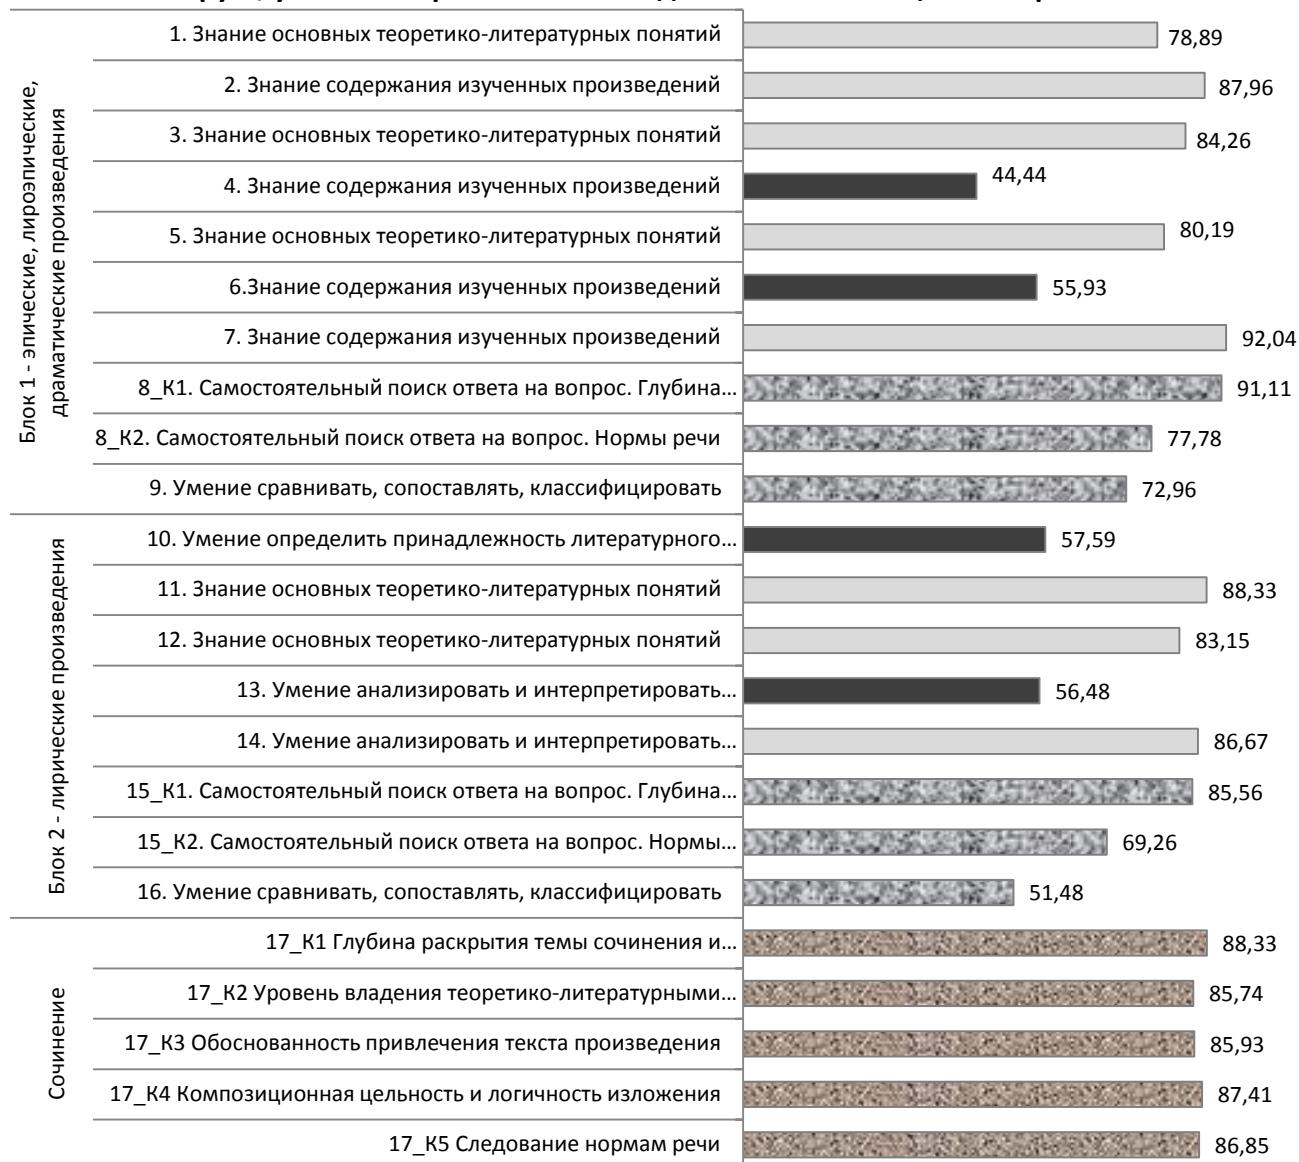 1. Знание основных теоретико-литературных понятий 78,89
2. Знание содержания изученных произведений 87,96
3. Знание основных теоретико-литературных понятий 84,26
4. Знание содержания изученных произведений 44,44
5. Знание основных теоретико-литературных понятий 80,19
6.Знание содержания изученных произведений 55,93
7. Знание содержания изученных произведений 92,04
8_К1. Самостоятельный поиск ответа на вопрос. Глубина… 91,11
8_К2. Самостоятельный поиск ответа на вопрос. Нормы речи 77,78
9. Умение сравнивать, сопоставлять, классифицировать 72,96
Блок 1 - эпические, лироэпические,
драматические произведения
10. Умение определить принадлежность литературного… 57,59
11. Знание основных теоретико-литературных понятий 88,33
12. Знание основных теоретико-литературных понятий 83,15
13. Умение анализировать и интерпретировать… 56,48
14. Умение анализировать и интерпретировать… 86,67
15_К1. Самостоятельный поиск ответа на вопрос. Глубина… 85,56
15_К2. Самостоятельный поиск ответа на вопрос. Нормы… 69,26
16. Умение сравнивать, сопоставлять, классифицировать 51,48
Блок 2 - лирические произведения
17_К1 Глубина раскрытия темы сочинения и… 88,33
17_К2 Уровень владения теоретико-литературными… 85,74
17_К3 Обоснованность привлечения текста произведения 85,93
17_К4 Композиционная цельность и логичность изложения 87,41
17_К5 Следование нормам речи 86,85
Сочинение